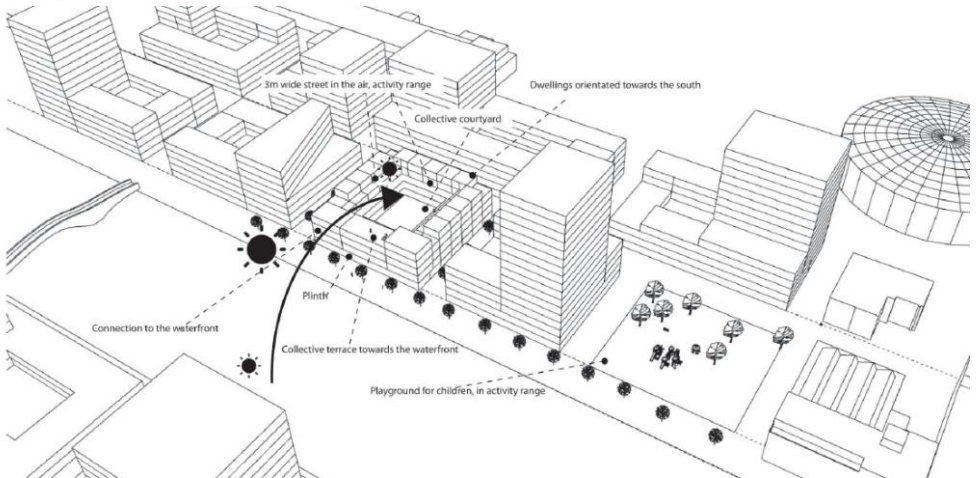 3m wide street in the air, activity range
Dwellings orientated towards the south
Collective courtyard
Plinth
Connection to the waterfront
Collective terrace towards the waterfront
Playground for children, in activity range